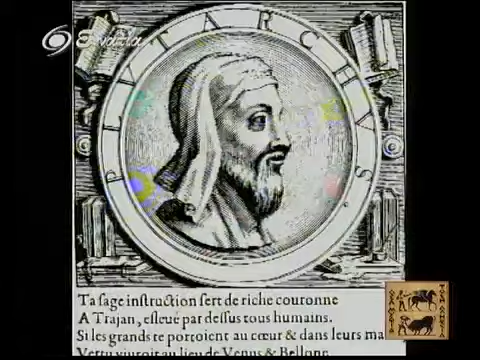 PLVTARCHVS
Ta sage instruction sert de riche couronne
A Trajan, esleué par dessus tous humains.
Si les grands te portoient au cœur & dans leurs ma
Vertu viuroit au lieu de Venus & Bellone